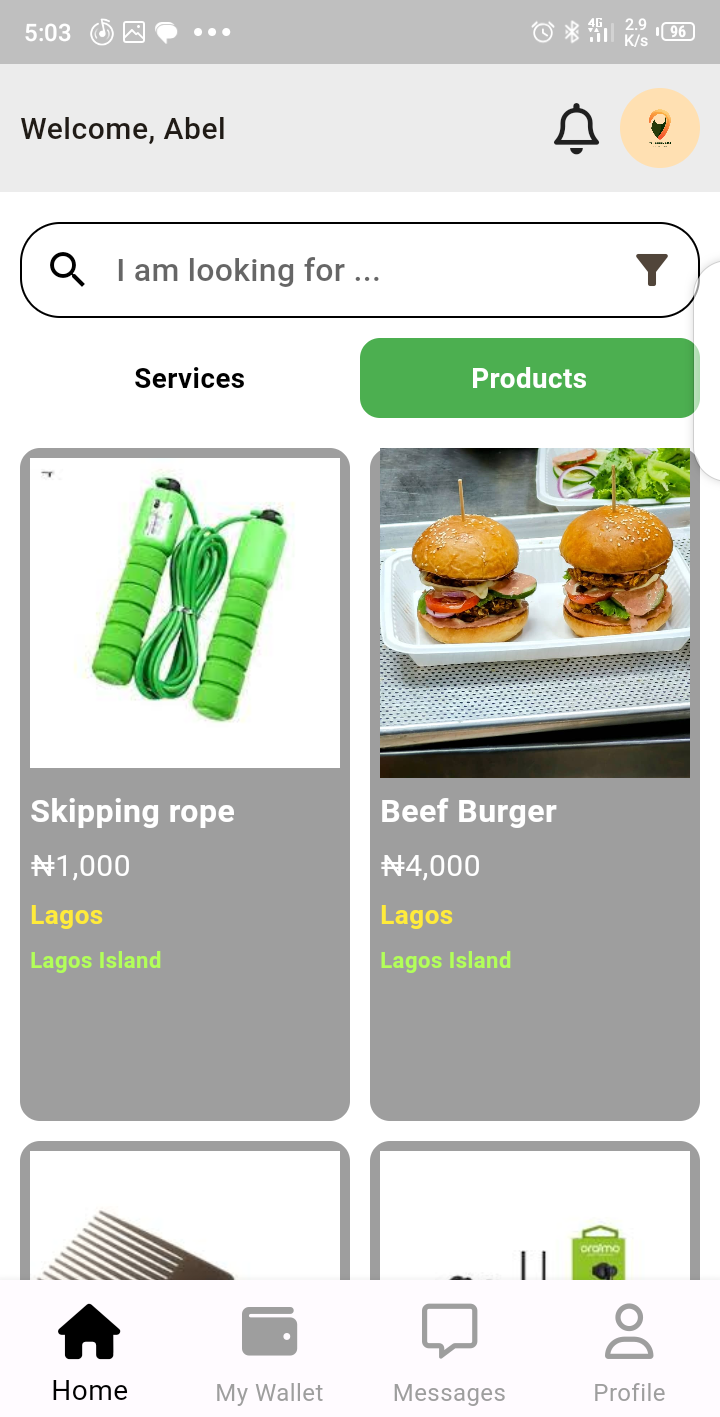 5:03
4G
2.9
K/s
96
Welcome, Abel
I am looking for ...
Services
Products
Skipping rope
₦1,000
Lagos
Lagos Island
Beef Burger
₦4,000
Lagos
Lagos Island
oraimo
Home
My Wallet
Messages
Profile